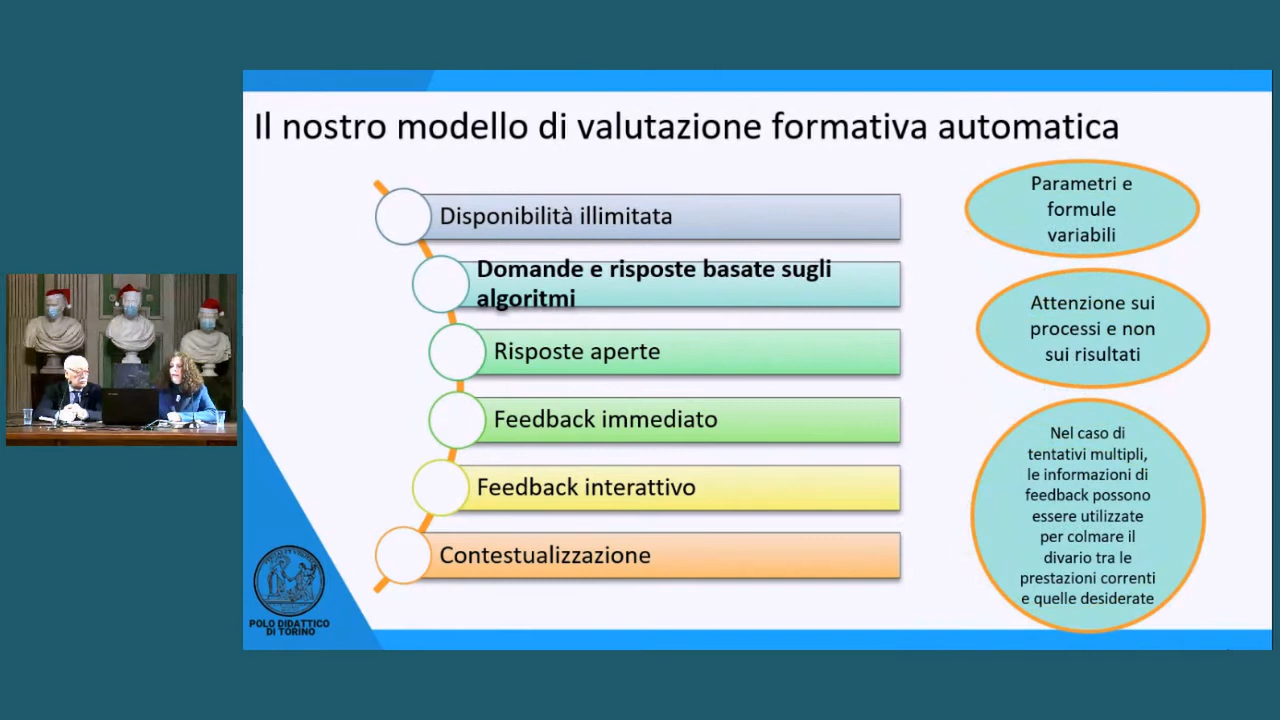 Il nostro modello di valutazione formativa automatica
Disponibilità illimitata
Domande e risposte basate sugli
algoritmi
Risposte aperte
Feedback immediato
Feedback interattivo
Contestualizzazione
Parametri e
formule
variabili
Attenzione sui
processi e non
sui risultati
Nel caso di
tentativi multipli,
le informazioni di
feedback possono
essere utilizzate
per colmare il
divario tra le
prestazioni correnti
e quelle desiderate
POLO DIDATTICO
DI TORINO